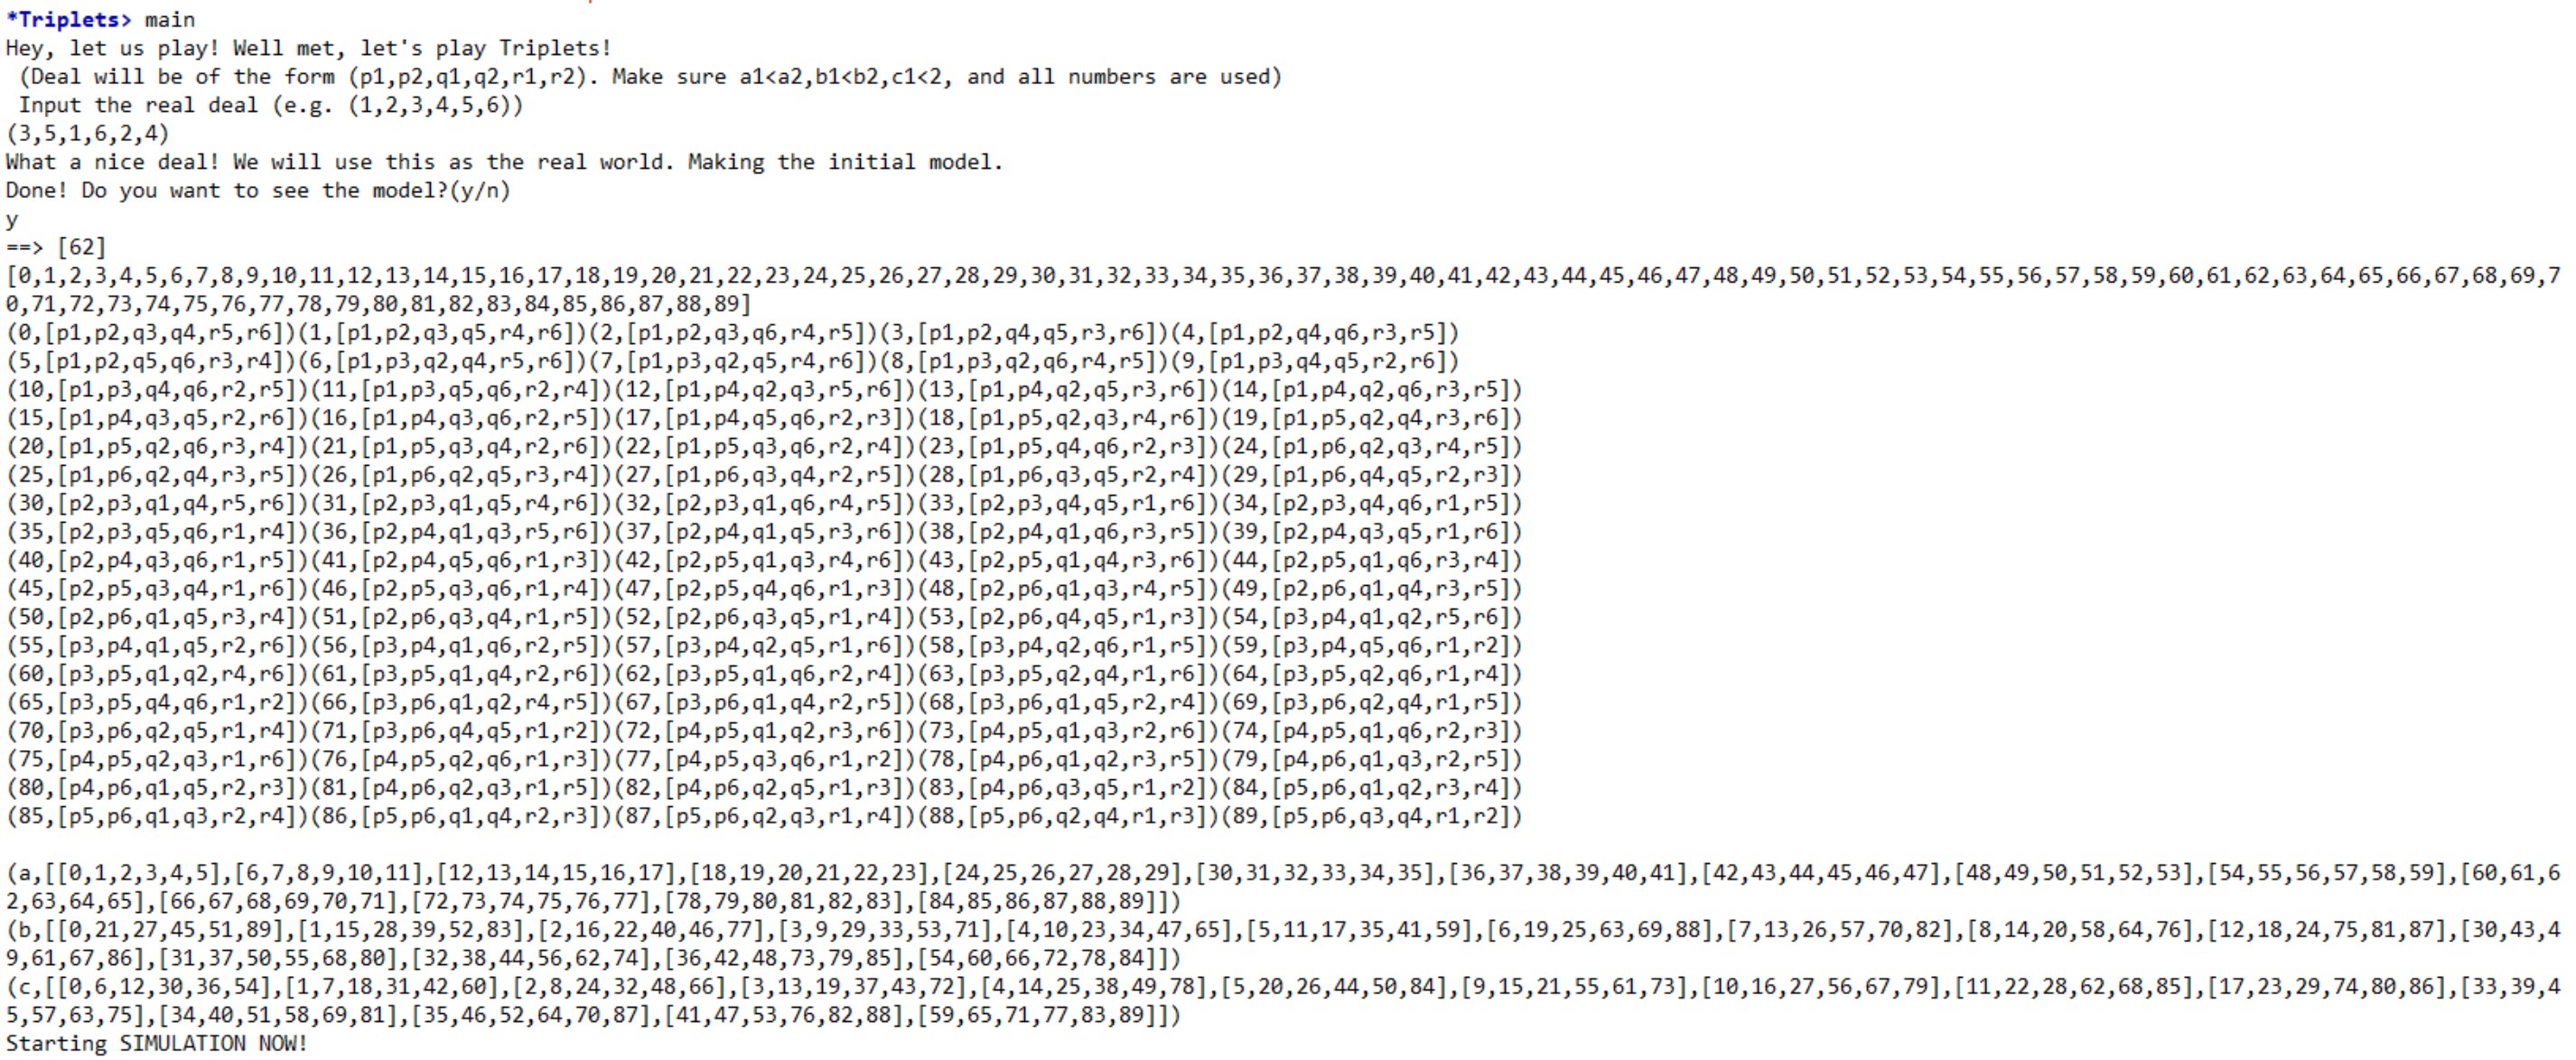 *Triplets> main
Hey, let us play! Well met, let's play Triplets!
(Deal will be of the form (p1,p2,q1,q2,r1,r2). Make sure a1<a2,b1<b2,c1<2, and all numbers are used)
Input the real deal (e.g. (1,2,3,4,5,6))
(3,5,1,6,2,4)
What a nice deal! We will use this as the real world. Making the initial model.
Done! Do you want to see the model?(y/n)
y
==> [62]
[0,1,2,3,4,5,6,7,8,9,10,11,12,13,14,15,16,17,18,19,20,21,22,23,24,25,26,27,28,29,30,31,32,33,34,35,36,37,38,39,40,41,42,43,44,45,46,47,48,49,50,51,52,53,54,55,56,57,58,59,60,61,62,63,64,65,66,67,68,69,7
0,71,72,73,74,75,76,77,78,79,80,81,82,83,84,85,86,87,88,89]
(0,[p1,p2,q3,q4,r5,r6])(1,[p1,p2,q3,q5,r4,r6])(2,[p1,p2,q3,q6,r4,r5])(3,[p1,p2,q4,q5,r3,r6])(4,[p1,p2,q4,q6,r3,r5])
(5,[p1,p2,q5,q6,r3,r4])(6,[p1,p3,q2,q4,r5,r6])(7,[p1,p3,q2,q5,r4,r6])(8,[p1,p3,q2,q6,r4,r5])(9,[p1,p3,q4,q5,r2,r6])
(10,[p1,p3,q4,q6,r2,r5])(11,[p1,p3,q5,q6,r2,r4])(12,[p1,p4,q2,q3,r5,r6])(13,[p1,p4,q2,q5,r3,r6])(14,[p1,p4,q2,q6,r3,r5])
(15,[p1,p4,q3,q5,r2,r6])(16,[p1,p4,q3,q6,r2,r5])(17,[p1,p4,q5,q6,r2,r3])(18,[p1,p5,q2,q3,r4,r6])(19,[p1,p5,q2,q4,r3,r6])
(20,[p1,p5,q2,q6,r3,r4])(21,[p1,p5,q3,q4,r2,r6])(22,[p1,p5,q3,q6,r2,r4])(23,[p1,p5,q4,q6,r2,r3])(24,[p1,p6,q2,q3,r4,r5])
(25,[p1,p6,q2,q4,r3,r5])(26,[p1,p6,q2,q5,r3,r4])(27,[p1,p6,q3,q4,r2,r5])(28,[p1,p6,q3,q5,r2,r4])(29,[p1,p6,q4,q5,r2,r3])
(30,[p2,p3,q1,q4,r5,r6])(31,[p2,p3,q1,q5,r4,r6])(32,[p2,p3,q1,q6,r4,r5])(33,[p2,p3,q4,q5,r1,r6])(34,[p2,p3,q4,q6,r1,r5])
(35,[p2,p3,q5,q6,r1,r4])(36,[p2,p4,q1,q3,r5,r6])(37,[p2,p4,q1,q5,r3,r6])(38,[p2,p4,q1,q6,r3,r5])(39,[p2,p4,q3,q5,r1,r6])
(40,[p2,p4,q3,q6,r1,r5])(41,[p2,p4,q5,q6,r1,r3])(42,[p2,p5,q1,q3,r4,r6])(43,[p2,p5,q1,q4,r3,r6])(44,[p2,p5,q1,q6,r3,r4])
(45,[p2,p5,q3,q4,r1,r6])(46,[p2,p5,q3,q6,r1,r4])(47,[p2,p5,q4,q6,r1,r3])(48,[p2,p6,q1,q3,r4,r5])(49,[p2,p6,q1,q4,r3,r5])
(50,[p2,p6,q1,q5,r3,r4])(51,[p2,p6,q3,q4,r1,r5])(52,[p2,p6,q3,q5,r1,r4])(53,[p2,p6,q4,q5,r1,r3])(54,[p3,p4,q1,q2,r5,r6])
(55,[p3,p4,q1,q5,r2,r6])(56,[p3,p4,q1,q6,r2,r5])(57,[p3,p4,q2,q5,r1,r6])(58,[p3,p4,q2,q6,r1,r5])(59,[p3,p4,q5,q6,r1,r2])
(60,[p3,p5,q1,q2,r4,r6])(61,[p3,p5,q1,q4,r2,r6])(62,[p3,p5,q1,q6,r2,r4])(63,[p3,p5,q2,q4,r1,r6])(64,[p3,p5,q2,q6,r1,r4])
(65,[p3,p5,q4,q6,r1,r2])(66,[p3,p6,q1,q2,r4,r5])(67,[p3,p6,q1,q4,r2,r5])(68,[p3,p6,q1,q5,r2,r4])(69,[p3,p6,q2,q4,r1,r5])
(70,[p3,p6,q2,q5,r1,r4])(71,[p3,p6,q4,q5,r1,r2])(72,[p4,p5,q1,q2,r3,r6])(73,[p4,p5,q1,q3,r2,r6])(74,[p4,p5,q1,q6,r2,r3])
(75,[p4,p5,q2,q3,r1,r6])(76,[p4,p5,q2,q6,r1,r3])(77,[p4,p5,q3,q6,r1,r2])(78,[p4,p6,q1,q2,r3,r5])(79,[p4,p6,q1,q3,r2,r5])
(80,[p4,p6,q1,q5,r2,r3])(81,[p4,p6,q2,q3,r1,r5])(82,[p4,p6,q2,q5,r1,r3])(83,[p4,p6,q3,q5,r1,r2])(84,[p5,p6,q1,q2,r3,r4])
(85,[p5,p6,q1,q3,r2,r4])(86,[p5,p6,q1,q4,r2,r3])(87,[p5,p6,q2,q3,r1,r4])(88,[p5,p6,q2,q4,r1,r3])(89,[p5,p6,q3,q4,r1,r2])
(a,[[0,1,2,3,4,5],[6,7,8,9,10,11],[12,13,14,15,16,17],[18,19,20,21,22,23],[24,25,26,27,28,29],[30,31,32,33,34,35],[36,37,38,39,40,41],[42,43,44,45,46,47],[48,49,50,51,52,53],[54,55,56,57,58,59],[60,61,6
2,63,64,65],[66,67,68,69,70,71],[72,73,74,75,76,77],[78,79,80,81,82,83],[84,85,86,87,88,89]])
(b,[[0,21,27,45,51,89],[1,15,28,39,52,83],[2,16,22,40,46,77],[3,9,29,33,53,71],[4,10,23,34,47,65],[5,11,17,35,41,59],[6,19,25,63,69,88],[7,13,26,57,70,82],[8,14,20,58,64,76],[12,18,24,75,81,87],[30,43,4
9,61,67,86],[31,37,50,55,68,80],[32,38,44,56,62,74],[36,42,48,73,79,85],[54,60,66,72,78,84]])
(c,[[0,6,12,30,36,54],[1,7,18,31,42,60],[2,8,24,32,48,66],[3,13,19,37,43,72],[4,14,25,38,49,78],[5,20,26,44,50,84],[9,15,21,55,61,73],[10,16,27,56,67,79],[11,22,28,62,68,85],[17,23,29,74,80,86],[33,39,4
5,57,63,75],[34,40,51,58,69,81],[35,46,52,64,70,87],[41,47,53,76,82,88],[59,65,71,77,83,89]])
Starting SIMULATION NOW!